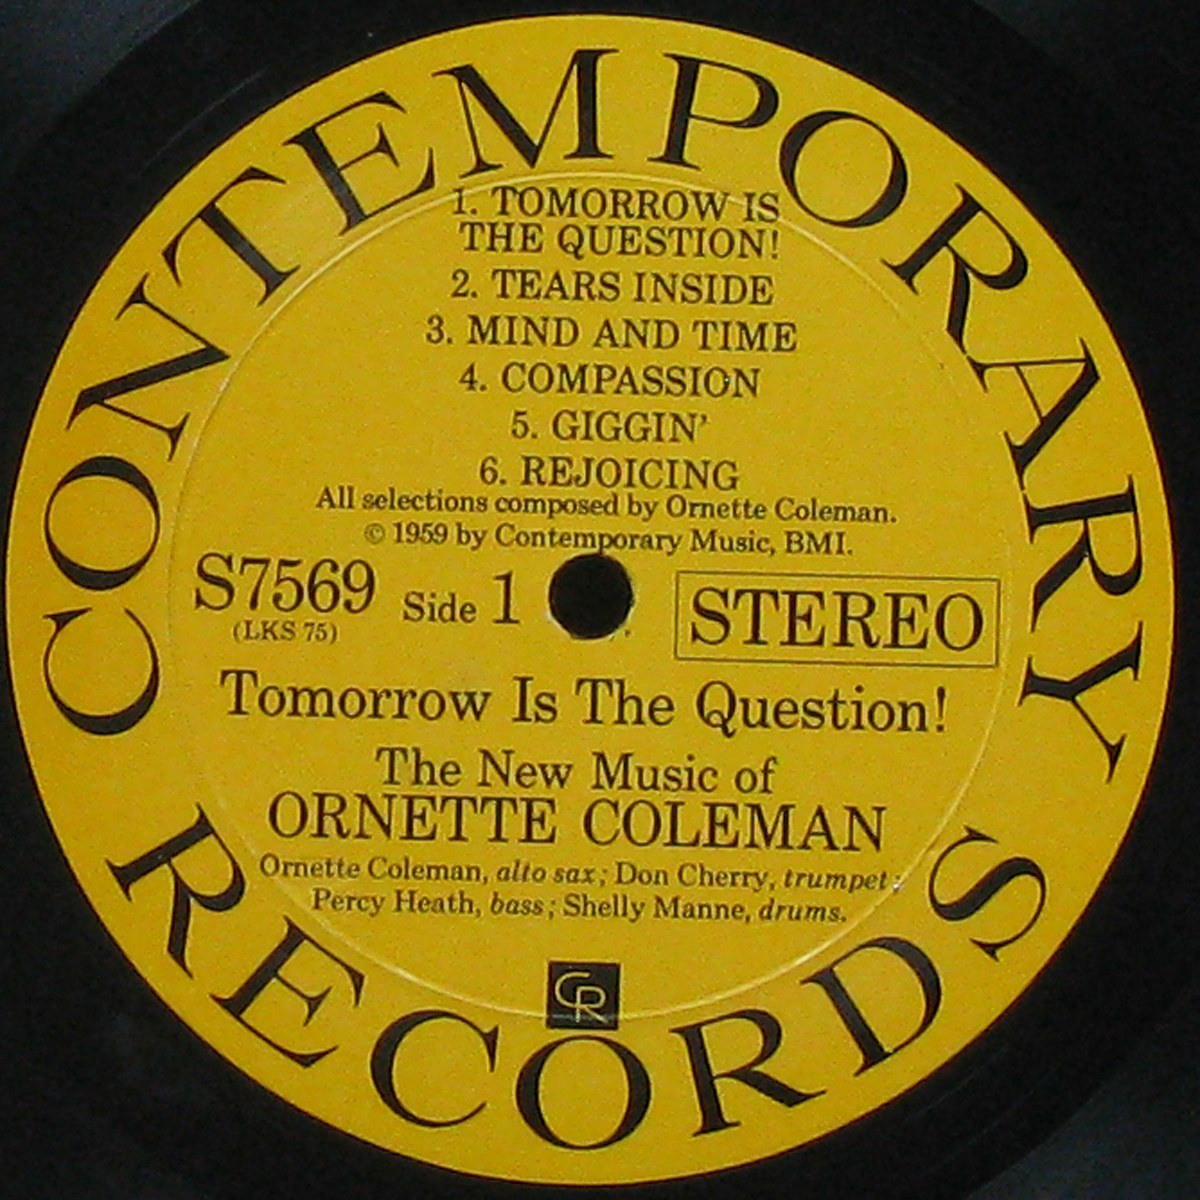 CONTEMPORARY
1. TOMORROW IS
THE QUESTION!
2. TEARS INSIDE
3. MIND AND TIME
4. COMPASSION
5. GIGGIN'
6. REJOICING
All selections composed by Ornette Coleman.
© 1959 by Contemporary Music, BMI.
S7569 Side 1 STEREO
(LKS 75)
Tomorrow Is The Question!
The New Music of
ORNETTE COLEMAN
Ornette Coleman, alto sax; Don Cherry, trumpet;
Percy Heath, bass; Shelly Manne, drums.
CR
RECORDS